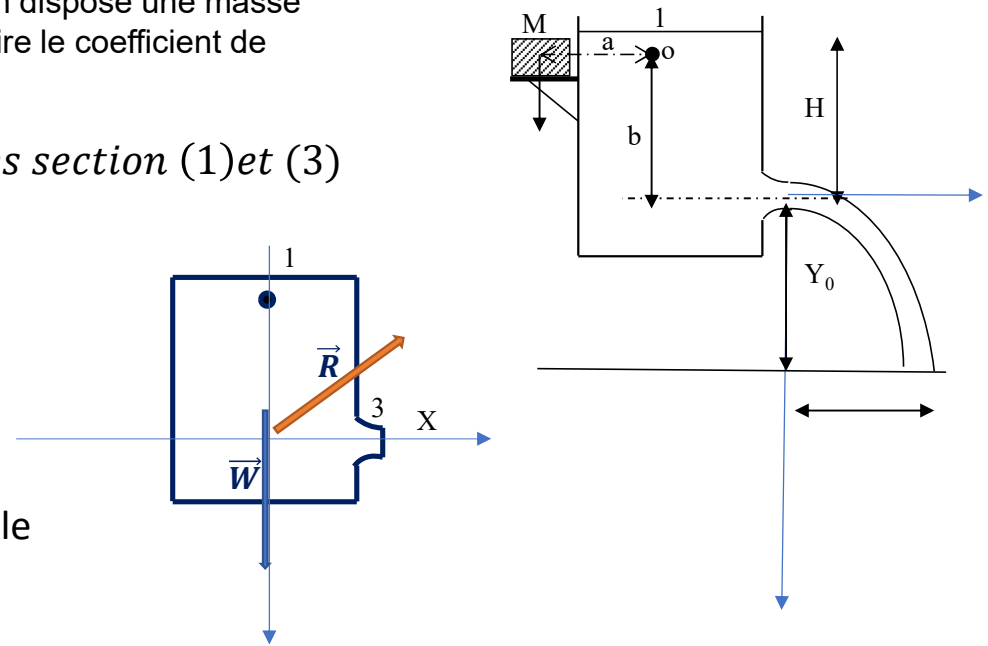 n dispose une masse
ire le coefficient de
s section (1)et (3)
le
M
1
a
o
b
H
Y₀
1
R
3
X
W